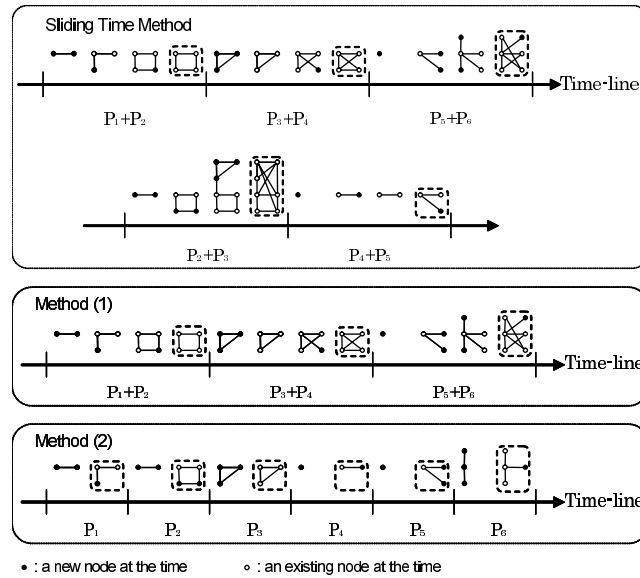 Sliding Time Method
Time-line
P1+P2 P3+P4 P5+P6
P2+P3 P4+P5
Method (1)
Time-line
P1+P2 P3+P4 P5+P6
Method (2)
Time-line
P1 P2 P3 P4 P5 P6
• : a new node at the time ○ : an existing node at the time